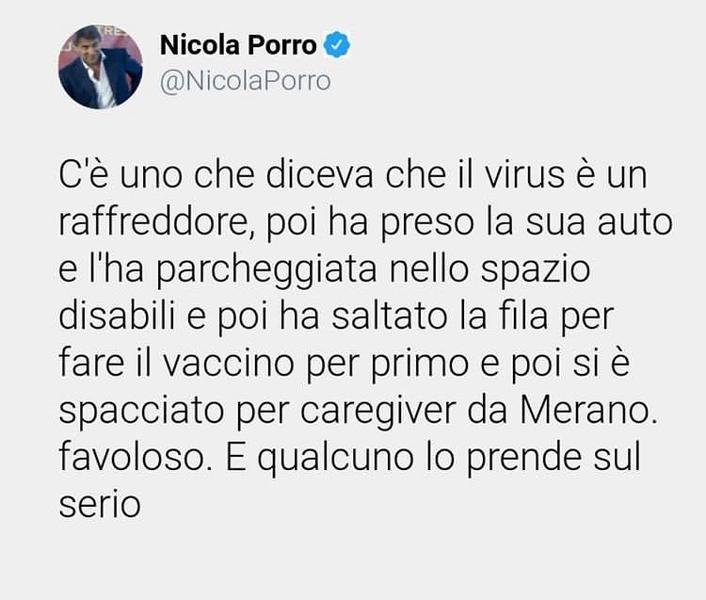 Nicola Porro
@NicolaPorro
C'è uno che diceva che il virus è un
raffreddore, poi ha preso la sua auto
e l'ha parcheggiata nello spazio
disabili e poi ha saltato la fila per
fare il vaccino per primo e poi si è
spacciato per caregiver da Merano.
favoloso. E qualcuno lo prende sul
serio